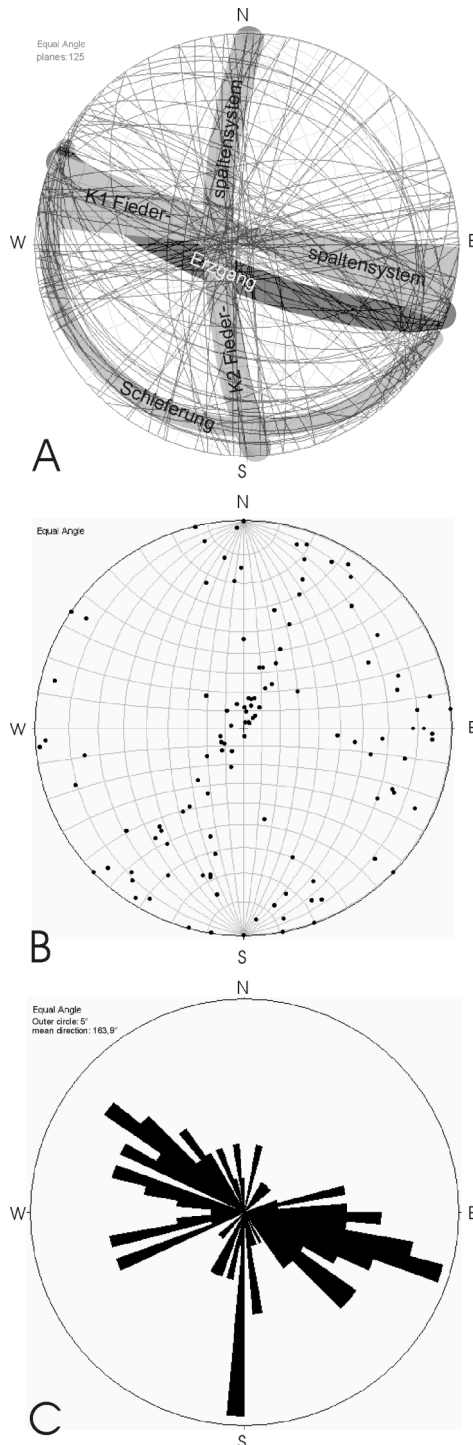 N
Equal Angle
planes:125
spaltensystem
K1 Fieder-
W
E
spaltensystem
Erzgang
K2 Fieder-
Schieferung
A
S
N
Equal Angle
W
E
B
S
N
Equal Angle
Outer circle: 5°
mean direction: 163,9°
W
E
C
S